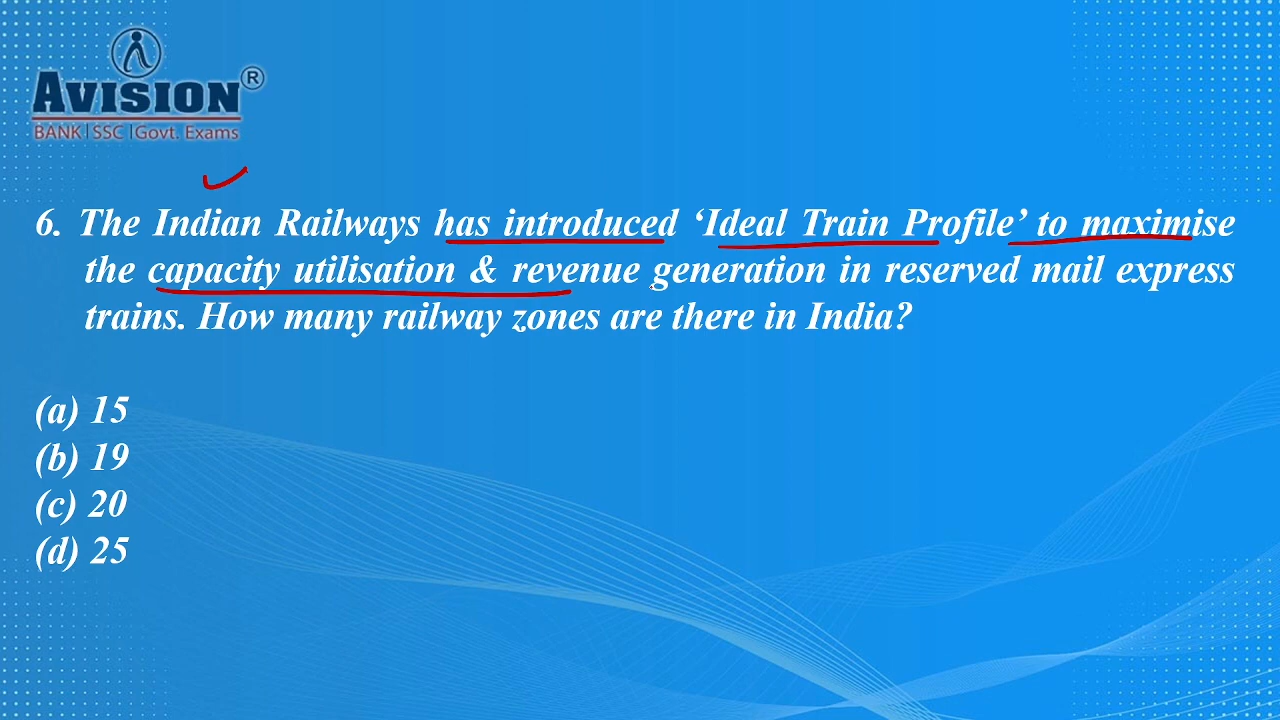 AVISION®
BANK | SSC | Govt. Exams
6. The Indian Railways has introduced ‘Ideal Train Profile’ to maximise
the capacity utilisation & revenue generation in reserved mail express
trains. How many railway zones are there in India?
(a) 15
(b) 19
(c) 20
(d) 25